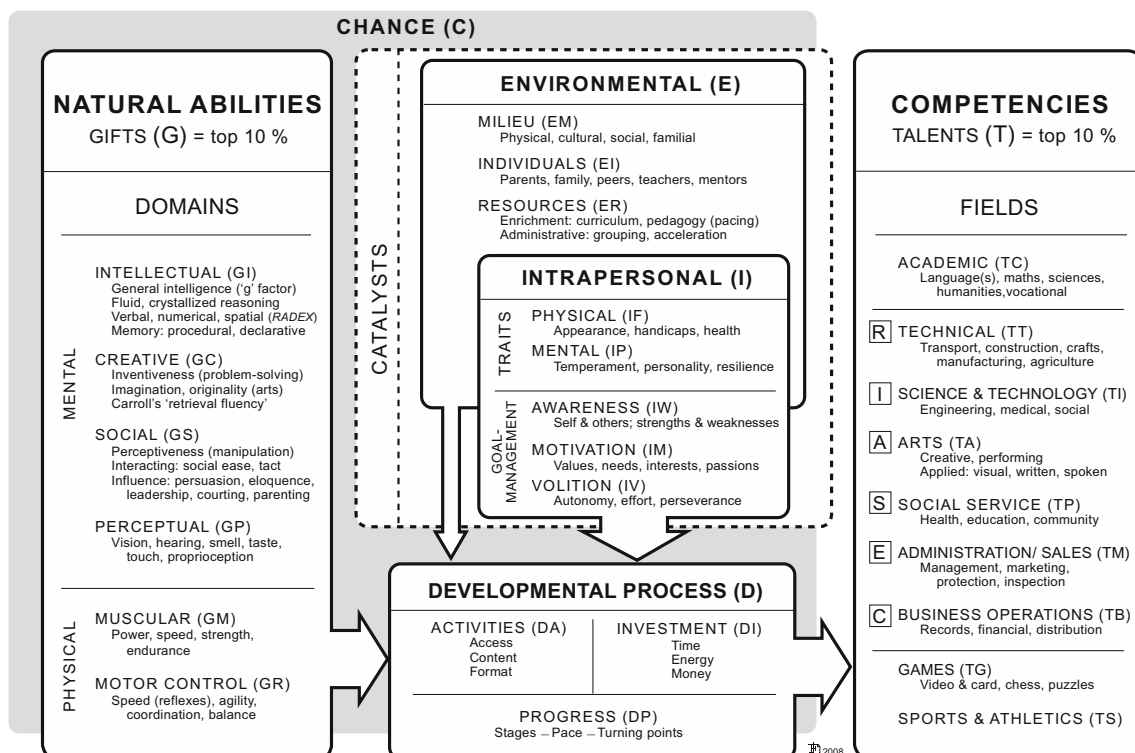 CHANCE (C)
NATURAL ABILITIES
GIFTS (G) = top 10 %
DOMAINS
MENTAL
INTELLECTUAL (GI)
General intelligence (‘g’ factor)
Fluid, crystallized reasoning
Verbal, numerical, spatial (RADEX)
Memory: procedural, declarative
CREATIVE (GC)
Inventiveness (problem-solving)
Imagination, originality (arts)
Carroll's ‘retrieval fluency’
SOCIAL (GS)
Perceptiveness (manipulation)
Interacting: social ease, tact
Influence: persuasion, eloquence,
leadership, courting, parenting
PERCEPTUAL (GP)
Vision, hearing, smell, taste,
touch, proprioception
PHYSICAL
MUSCULAR (GM)
Power, speed, strength,
endurance
MOTOR CONTROL (GR)
Speed (reflexes), agility,
coordination, balance
CATALYSTS
ENVIRONMENTAL (E)
MILIEU (EM)
Physical, cultural, social, familial
INDIVIDUALS (EI)
Parents, family, peers, teachers, mentors
RESOURCES (ER)
Enrichment: curriculum, pedagogy (pacing)
Administrative: grouping, acceleration
INTRAPERSONAL (I)
TRAITS
PHYSICAL (IF)
Appearance, handicaps, health
MENTAL (IP)
Temperament, personality, resilience
GOAL-
MANAGEMENT
AWARENESS (IW)
Self & others; strengths & weaknesses
MOTIVATION (IM)
Values, needs, interests, passions
VOLITION (IV)
Autonomy, effort, perseverance
DEVELOPMENTAL PROCESS (D)
ACTIVITIES (DA)
Access
Content
Format
INVESTMENT (DI)
Time
Energy
Money
PROGRESS (DP)
Stages – Pace – Turning points
2008
COMPETENCIES
TALENTS (T) = top 10 %
FIELDS
ACADEMIC (TC)
Language(s), maths, sciences,
humanities,vocational
R TECHNICAL (TT)
Transport, construction, crafts,
manufacturing, agriculture
I SCIENCE & TECHNOLOGY (TI)
Engineering, medical, social
A ARTS (TA)
Creative, performing
Applied: visual, written, spoken
S SOCIAL SERVICE (TP)
Health, education, community
E ADMINISTRATION/ SALES (TM)
Management, marketing,
protection, inspection
C BUSINESS OPERATIONS (TB)
Records, financial, distribution
GAMES (TG)
Video & card, chess, puzzles
SPORTS & ATHLETICS (TS)